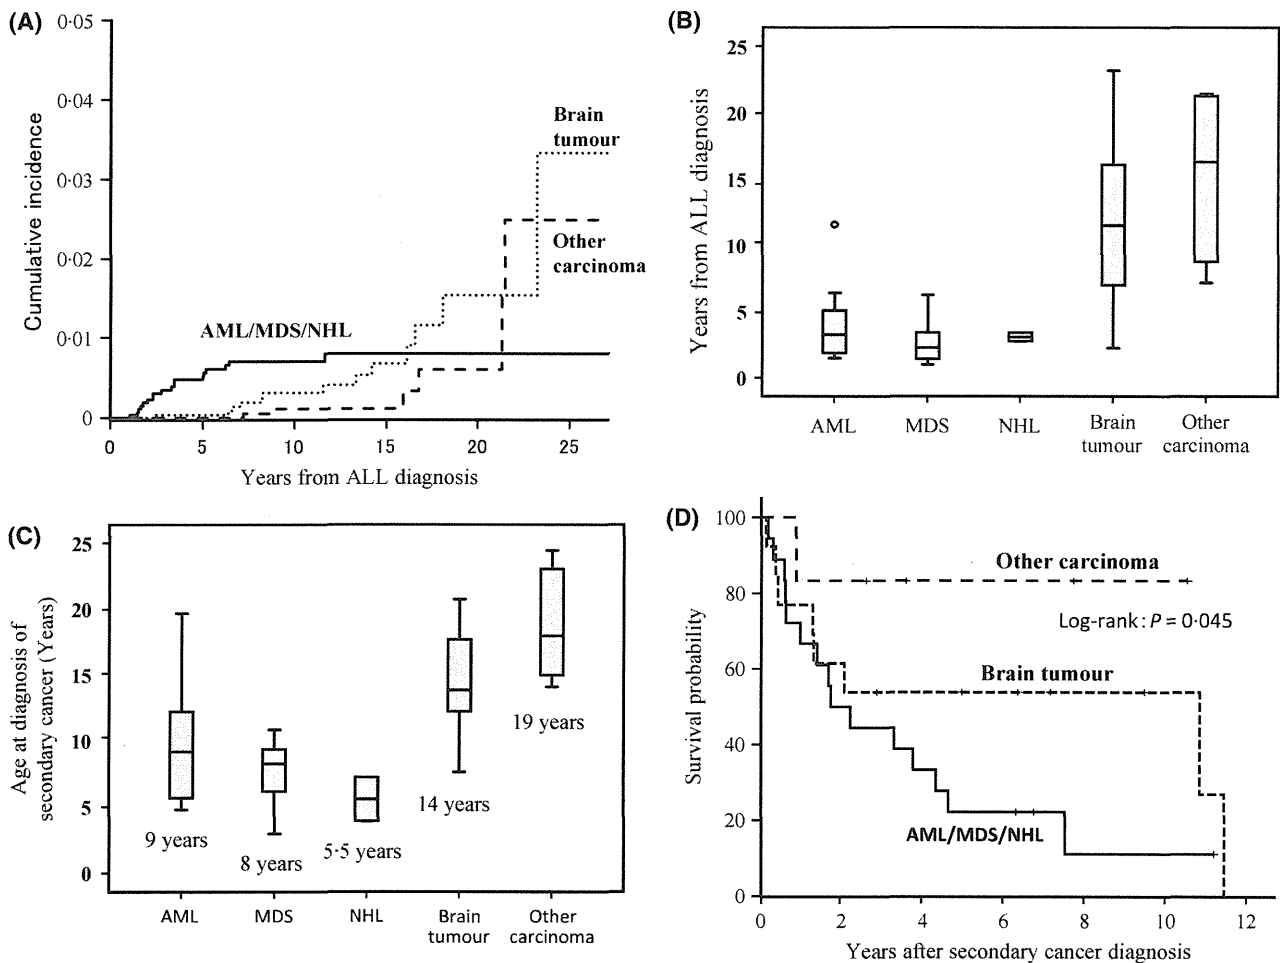 (A)
0·05
0·04
0·03
0·02
0·01
0
Cumulative incidence
Brain
tumour
Other
carcinoma
AML/MDS/NHL
0 5 10 15 20 25
Years from ALL diagnosis
(B)
25
20
15
10
5
0
Years from ALL diagnosis
AML MDS NHL Brain tumour Other carcinoma
(C)
25
20
15
10
5
0
Age at diagnosis of
secondary cancer (Years)
9 years
8 years
5·5 years
14 years
19 years
AML MDS NHL Brain tumour Other carcinoma
(D)
100
80
60
40
20
0
Survival probability
Other carcinoma
Log-rank: P = 0·045
Brain tumour
AML/MDS/NHL
0 2 4 6 8 10 12
Years after secondary cancer diagnosis